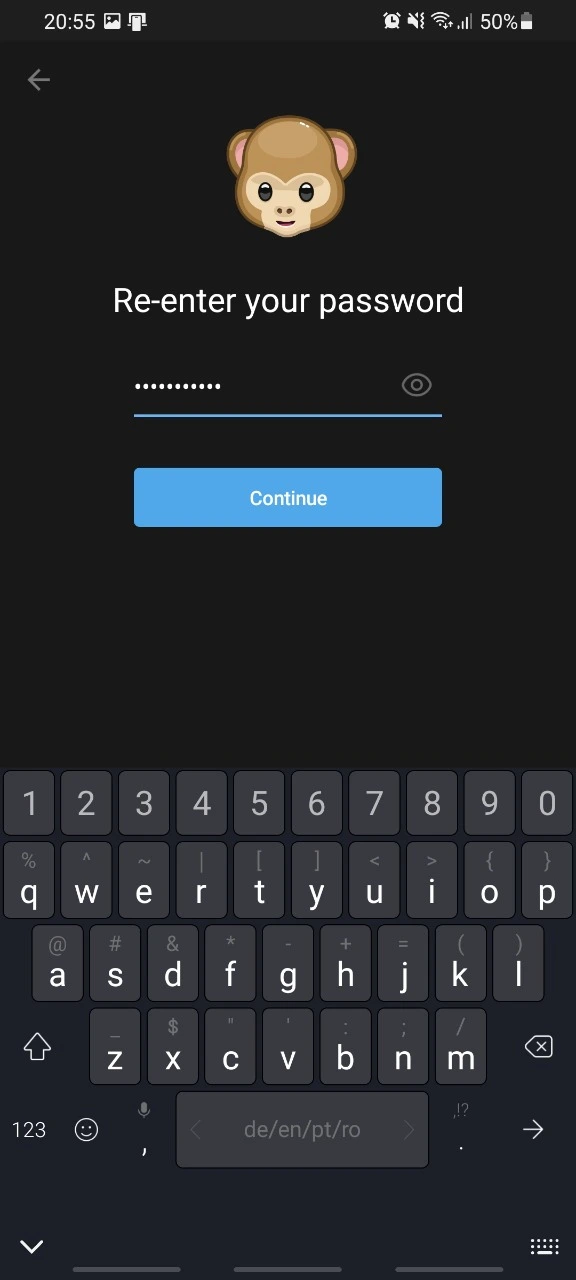 20:55 50%
Re-enter your password
•••••••••••
Continue
1 2 3 4 5 6 7 8 9 0
% ^ ~ | [ ] < > { }
q w e r t y u i o p
@ # & * - + = ( )
a s d f g h j k l
_ $ " ' : ; /
z x c v b n m
,!?
123 , de/en/pt/ro .